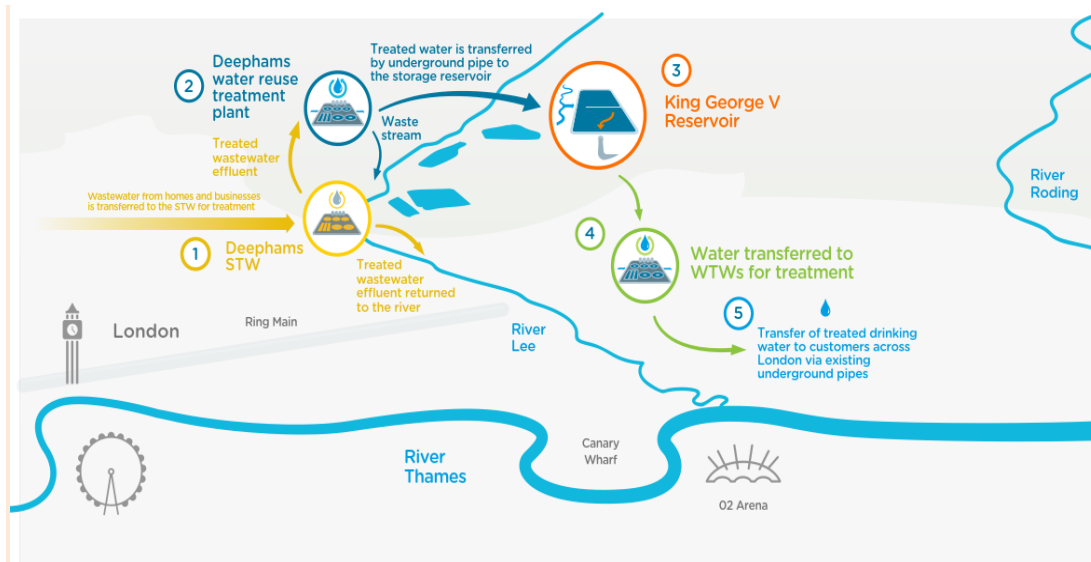 2
Deephams
water reuse
treatment
plant
Treated water is transferred
by underground pipe to
the storage reservoir
3
King George V
Reservoir
Waste
stream
Treated
wastewater
effluent
River
Roding
Wastewater from homes and businesses
is transferred to the STW for treatment
1
Deephams
STW
4
Water transferred to
WTWs for treatment
Treated
wastewater
effluent returned
to the river
5
Transfer of treated drinking
water to customers across
London via existing
underground pipes
London
Ring Main
River
Lee
River
Thames
Canary
Wharf
O2 Arena